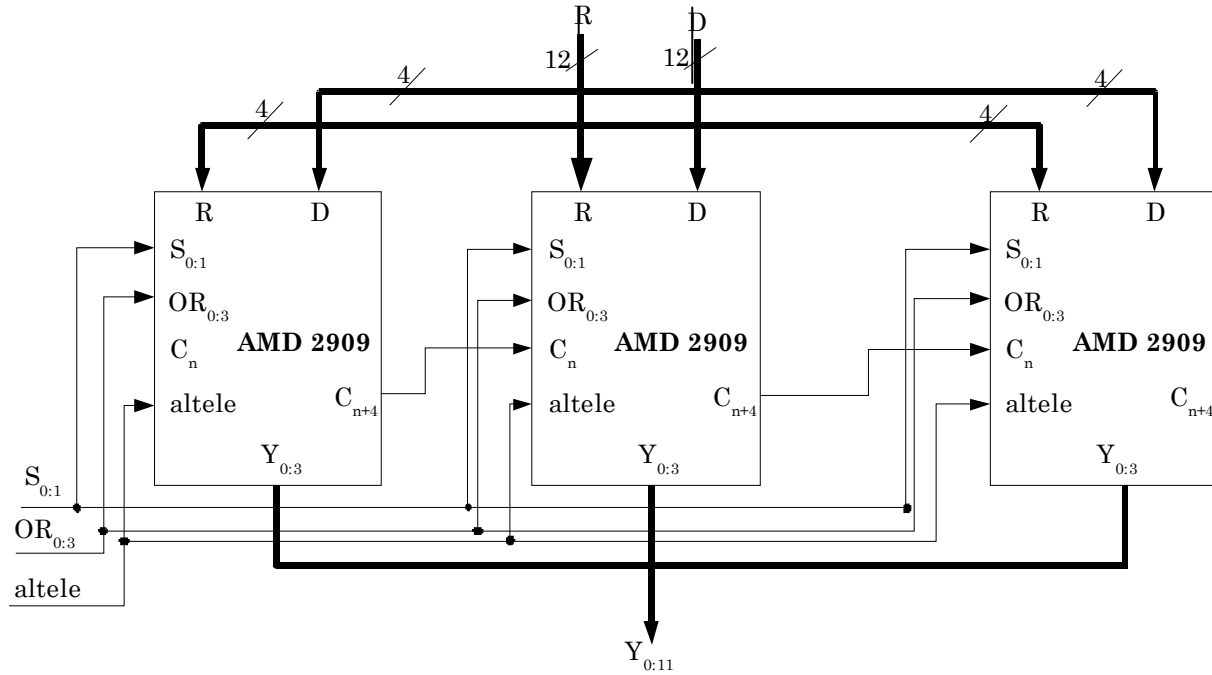 R D
12 12
4 4
4 4
R D R D R D
S0:1 S0:1 S0:1
OR0:3 OR0:3 OR0:3
AMD 2909 AMD 2909 AMD 2909
Cn Cn Cn
altele Cn+4 altele Cn+4 altele Cn+4
Y0:3 Y0:3 Y0:3
S0:1
OR0:3
altele
Y0:11